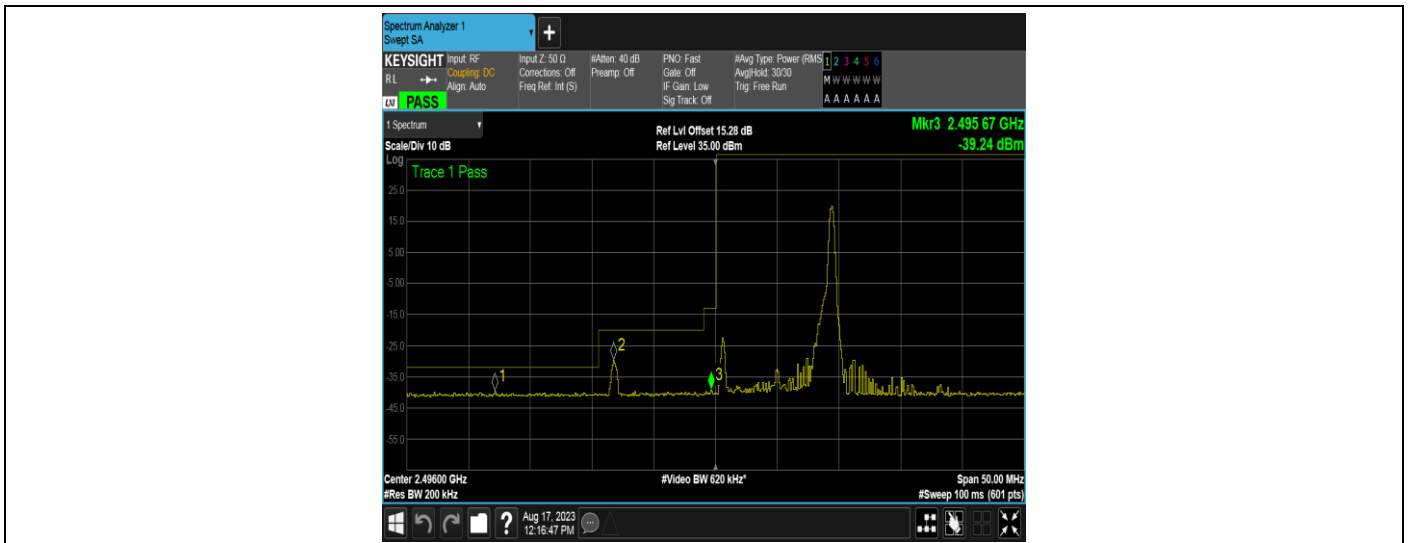 Spectrum Analyzer 1
Swept SA
+
KEYSIGHT
RL
LXI PASS
Input: RF
Coupling: DC
Align: Auto
Input Z: 50 Ω
Corrections: Off
Freq Ref: Int (S)
#Atten: 40 dB
Preamp: Off
PNO: Fast
Gate: Off
IF Gain: Low
Sig Track: Off
#Avg Type: Power (RMS
Avg|Hold: 30/30
Trig: Free Run
1 2 3 4 5 6
M W W W W W
A A A A A A
1 Spectrum
Scale/Div 10 dB
Ref Lvl Offset 15.28 dB
Ref Level 35.00 dBm
Mkr3 2.495 67 GHz
-39.24 dBm
Log
Trace 1 Pass
25.0
15.0
5.00
-5.00
-15.0
-25.0
-35.0
-45.0
-55.0
1
2
3
Center 2.49600 GHz
#Res BW 200 kHz
#Video BW 620 kHz*
Span 50.00 MHz
#Sweep 100 ms (601 pts)
?
Aug 17, 2023
12:16:47 PM